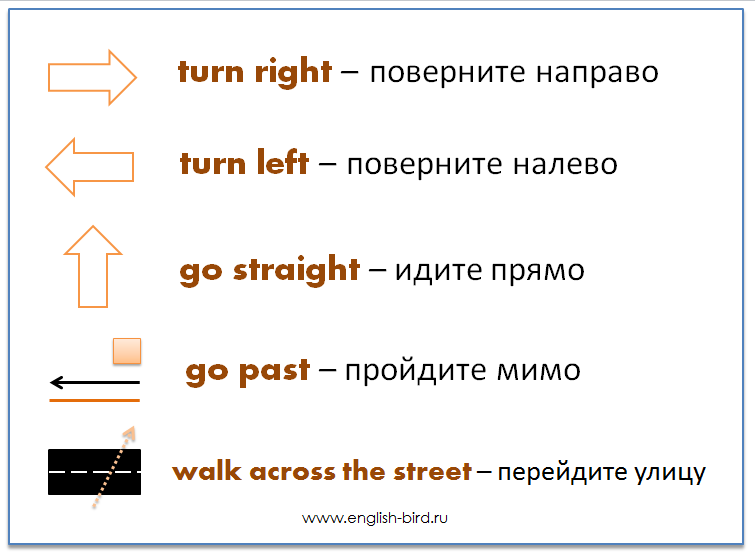 turn right – поверните направо
turn left – поверните налево
go straight – идите прямо
go past – пройдите мимо
walk across the street – перейдите улицу
www.english-bird.ru